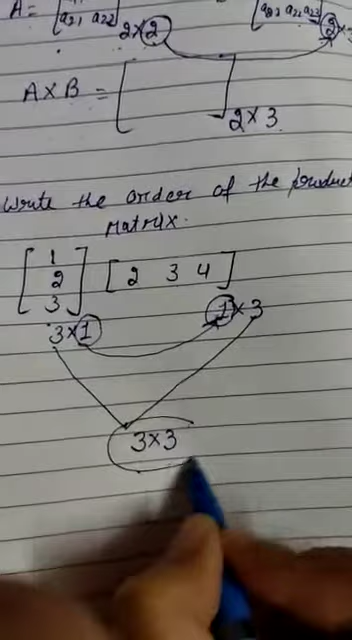 A = [a₂₁ a₂₂] 2×2 [a₂₁ a₂₂ a₂₃] 2×
A×B = [ ] 2×3
Write the order of the product
matrix.
[1 2 3] [2 3 4]
3×1 1×3
3×3